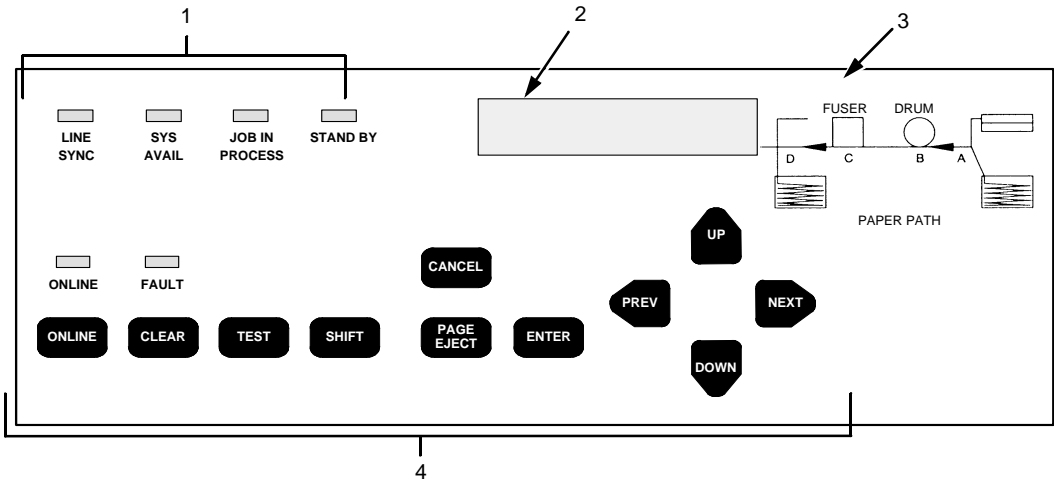 1
2
3
LINE
SYNC
SYS
AVAIL
JOB IN
PROCESS
STAND BY
FUSER
DRUM
D
C
B
A
PAPER PATH
ONLINE
FAULT
CANCEL
UP
PREV
NEXT
ONLINE
CLEAR
TEST
SHIFT
PAGE
EJECT
ENTER
DOWN
4